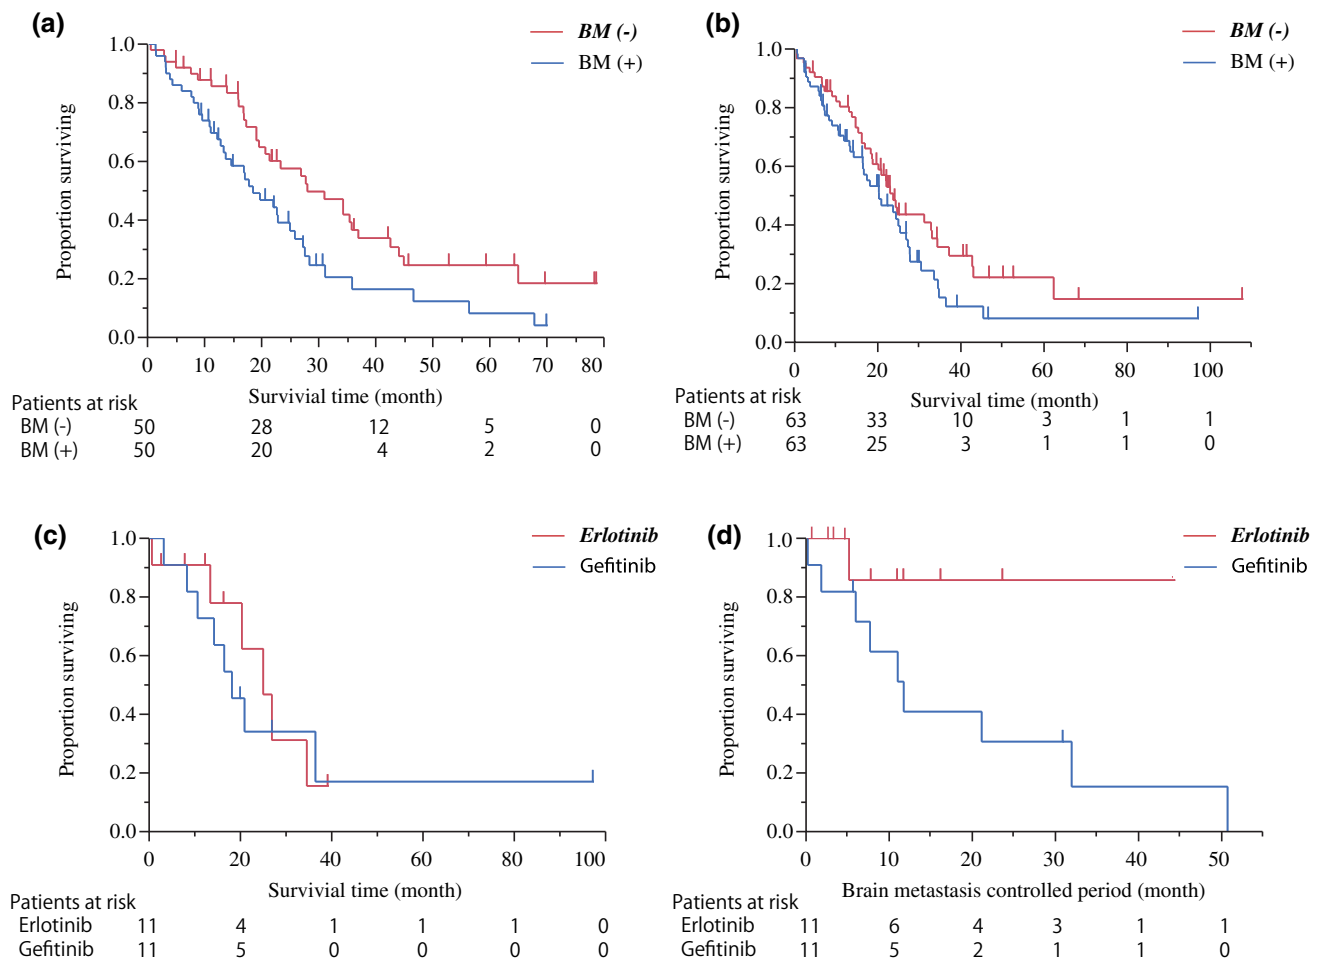 (a)
BM (-)
BM (+)
Proportion surviving
1.0
0.8
0.6
0.4
0.2
0.0
0 10 20 30 40 50 60 70 80
Survivial time (month)
Patients at risk
BM (-) 50 28 12 5 0
BM (+) 50 20 4 2 0
(b)
BM (-)
BM (+)
Proportion surviving
1.0
0.8
0.6
0.4
0.2
0.0
0 20 40 60 80 100
Survival time (month)
Patients at risk
BM (-) 63 33 10 3 1 1
BM (+) 63 25 3 1 1 0
(c)
Erlotinib
Gefitinib
Proportion surviving
1.0
0.8
0.6
0.4
0.2
0.0
0 20 40 60 80 100
Survivial time (month)
Patients at risk
Erlotinib 11 4 1 1 1 0
Gefitinib 11 5 0 0 0 0
(d)
Erlotinib
Gefitinib
Proportion surviving
1.0
0.8
0.6
0.4
0.2
0.0
0 10 20 30 40 50
Brain metastasis controlled period (month)
Patients at risk
Erlotinib 11 6 4 3 1 1
Gefitinib 11 5 2 1 1 0